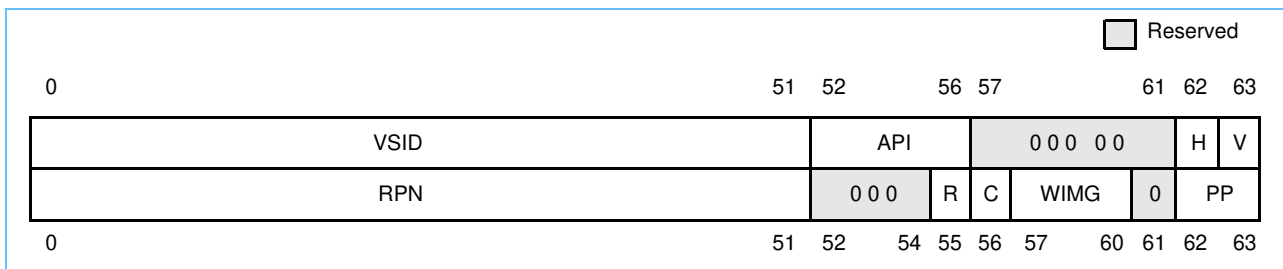 Reserved
0 51 52 56 57 61 62 63
VSID API 0 0 0 0 0 H V
RPN 0 0 0 R C WIMG 0 PP
0 51 52 54 55 56 57 60 61 62 63